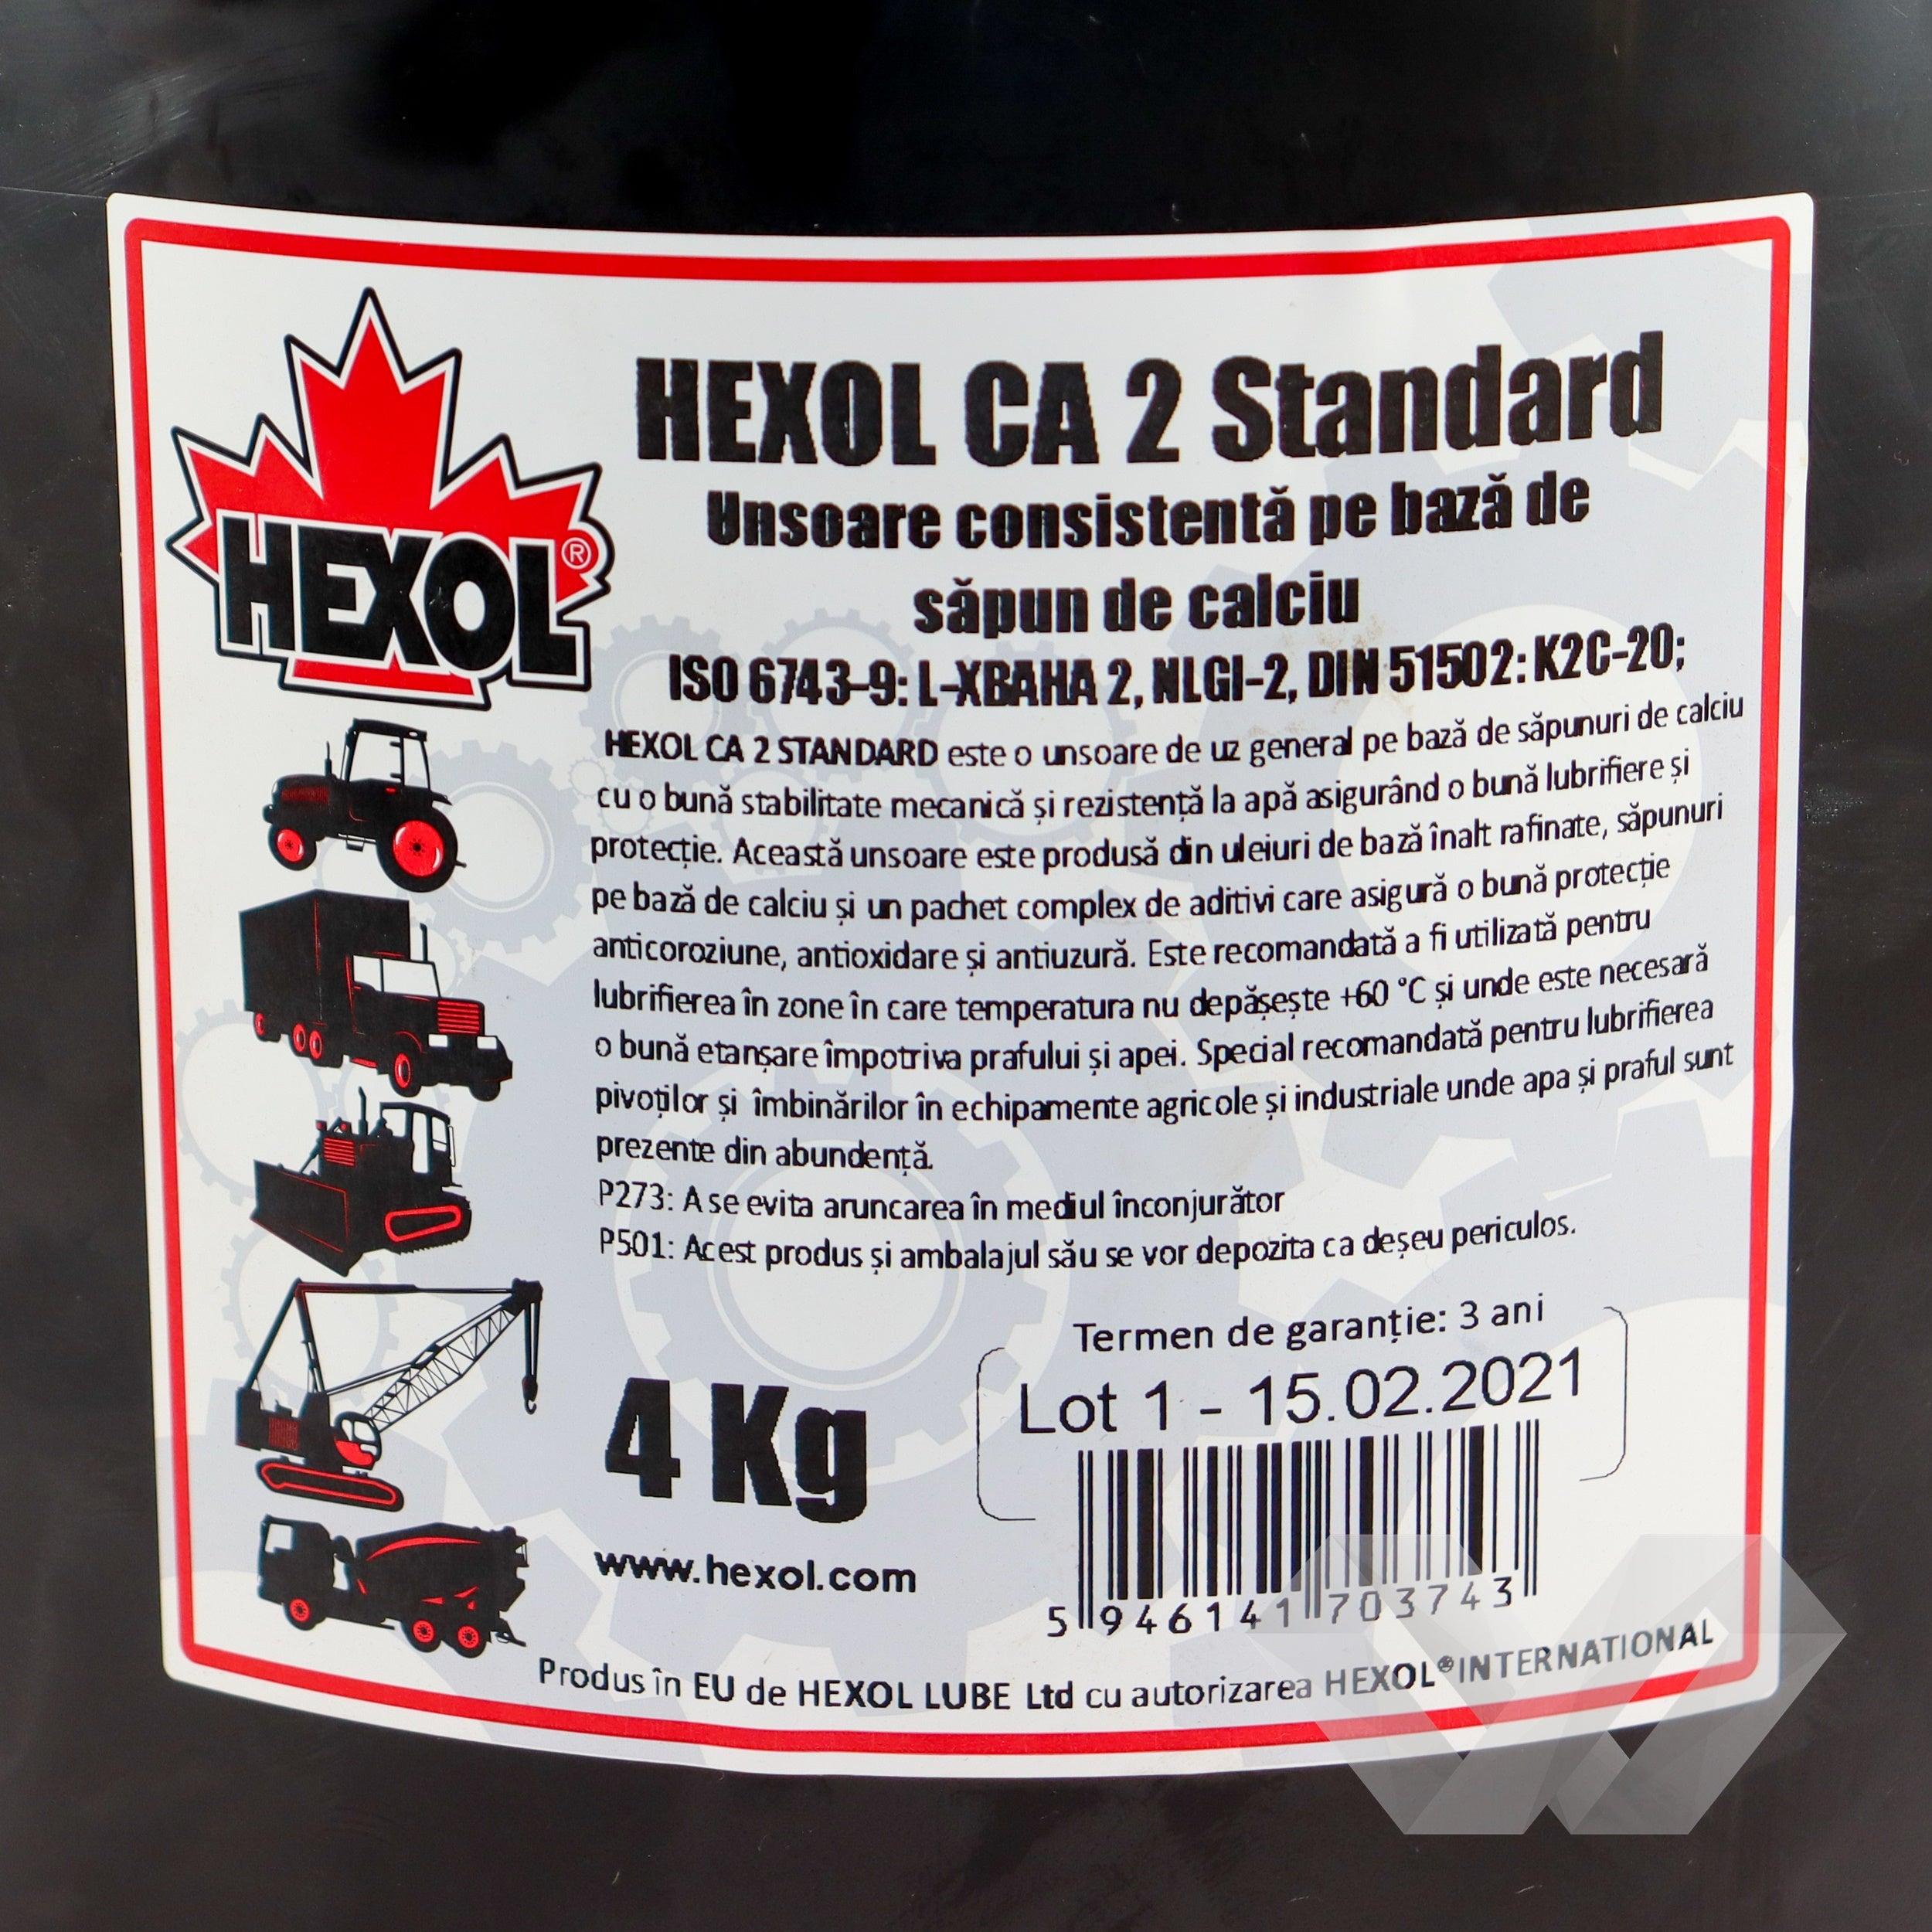 HEXOL®
HEXOL CA 2 Standard
Unsoare consistentă pe bază de
săpun de calciu
ISO 6743-9: L-XBAHA 2, NLGI-2, DIN 51502: K2C-20;
HEXOL CA 2 STANDARD este o unsoare de uz general pe bază de săpunuri de calciu
cu o bună stabilitate mecanică și rezistență la apă asigurând o bună lubrifiere și
protecție. Această unsoare este produsă din uleiuri de bază înalt rafinate, săpunuri
pe bază de calciu și un pachet complex de aditivi care asigură o bună protecție
anticoroziune, antioxidare și antiuzură. Este recomandată a fi utilizată pentru
lubrifierea în zone în care temperatura nu depășește +60 °C și unde este necesară
o bună etanșare împotriva prafului și apei. Special recomandată pentru lubrifierea
pivoților și îmbinărilor în echipamente agricole și industriale unde apa și praful sunt
prezente din abundență.
P273: A se evita aruncarea în mediul înconjurător
P501: Acest produs și ambalajul său se vor depozita ca deșeu periculos.
Termen de garanție: 3 ani
Lot 1 - 15.02.2021
4 Kg
www.hexol.com
5 946141 703743
Produs în EU de HEXOL LUBE Ltd cu autorizarea HEXOL® INTERNATIONAL